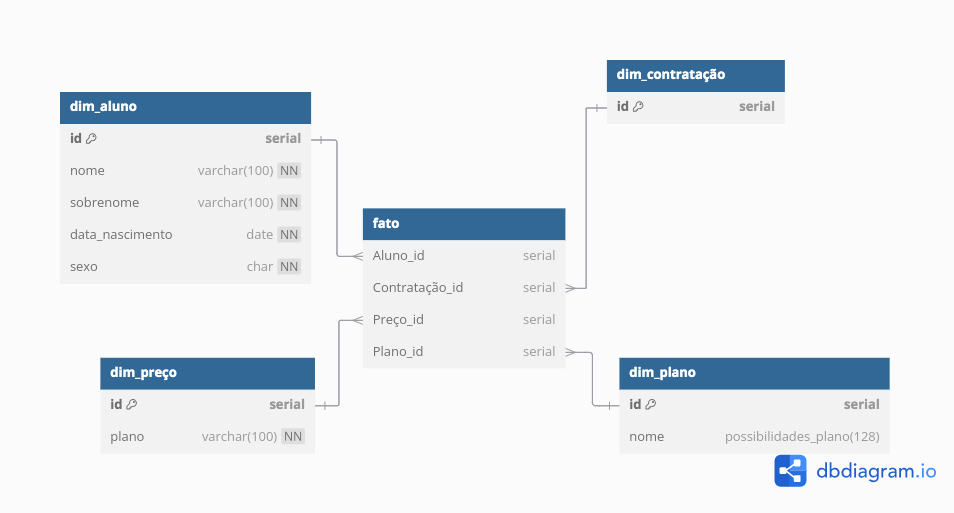 dim_contratação
id serial
dim_aluno
id serial
nome varchar(100) NN
sobrenome varchar(100) NN
data_nascimento date NN
sexo char NN
fato
Aluno_id serial
Contratação_id serial
Preço_id serial
Plano_id serial
dim_preço
id serial
plano varchar(100) NN
dim_plano
id serial
nome possibilidades_plano(128)
dbdiagram.io